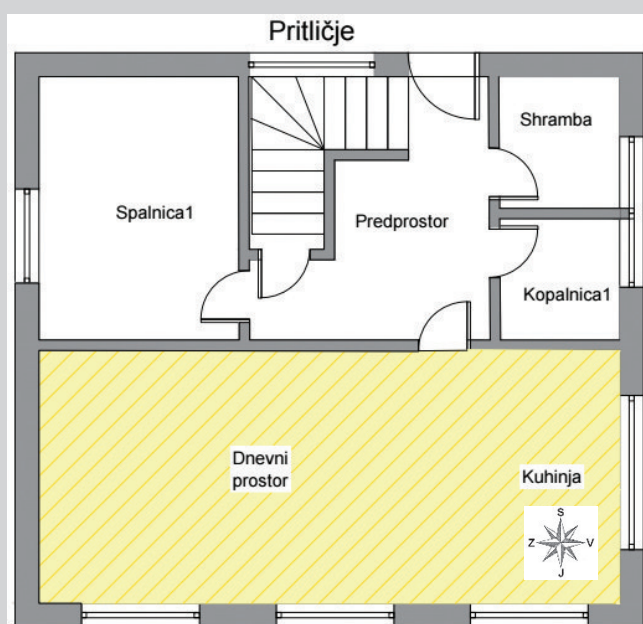 Pritličje
Shramba
Spalnica1
Predprostor
Kopalnica1
Dnevni
prostor
Kuhinja
S
Z V
J